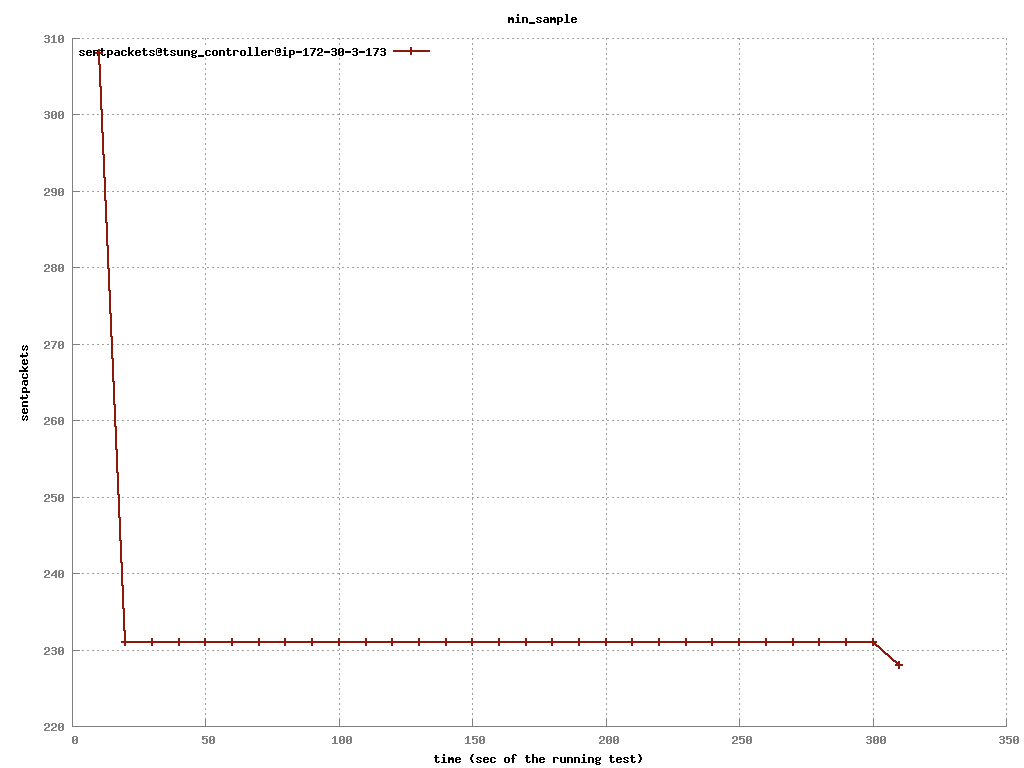 min_sample
310
sentpackets@tsung_controller@ip-172-30-3-173
300
290
280
270
260
250
240
230
220
sentpackets
0 50 100 150 200 250 300 350
time (sec of the running test)